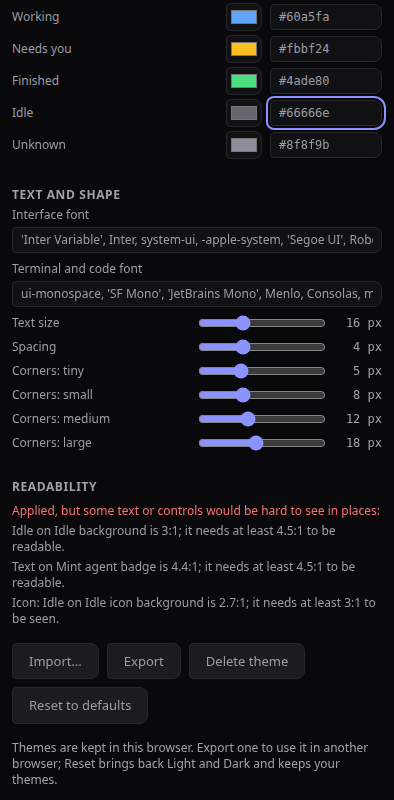 Working #60a5fa
Needs you #fbbf24
Finished #4ade80
Idle #66666e
Unknown #8f8f9b
TEXT AND SHAPE
Interface font
'Inter Variable', Inter, system-ui, -apple-system, 'Segoe UI', Robo
Terminal and code font
ui-monospace, 'SF Mono', 'JetBrains Mono', Menlo, Consolas, m
Text size 16 px
Spacing 4 px
Corners: tiny 5 px
Corners: small 8 px
Corners: medium 12 px
Corners: large 18 px
READABILITY
Applied, but some text or controls would be hard to see in places:
Idle on Idle background is 3:1; it needs at least 4.5:1 to be
readable.
Text on Mint agent badge is 4.4:1; it needs at least 4.5:1 to be
readable.
Icon: Idle on Idle icon background is 2.7:1; it needs at least 3:1 to
be seen.
Import... Export Delete theme
Reset to defaults
Themes are kept in this browser. Export one to use it in another
browser; Reset brings back Light and Dark and keeps your
themes.